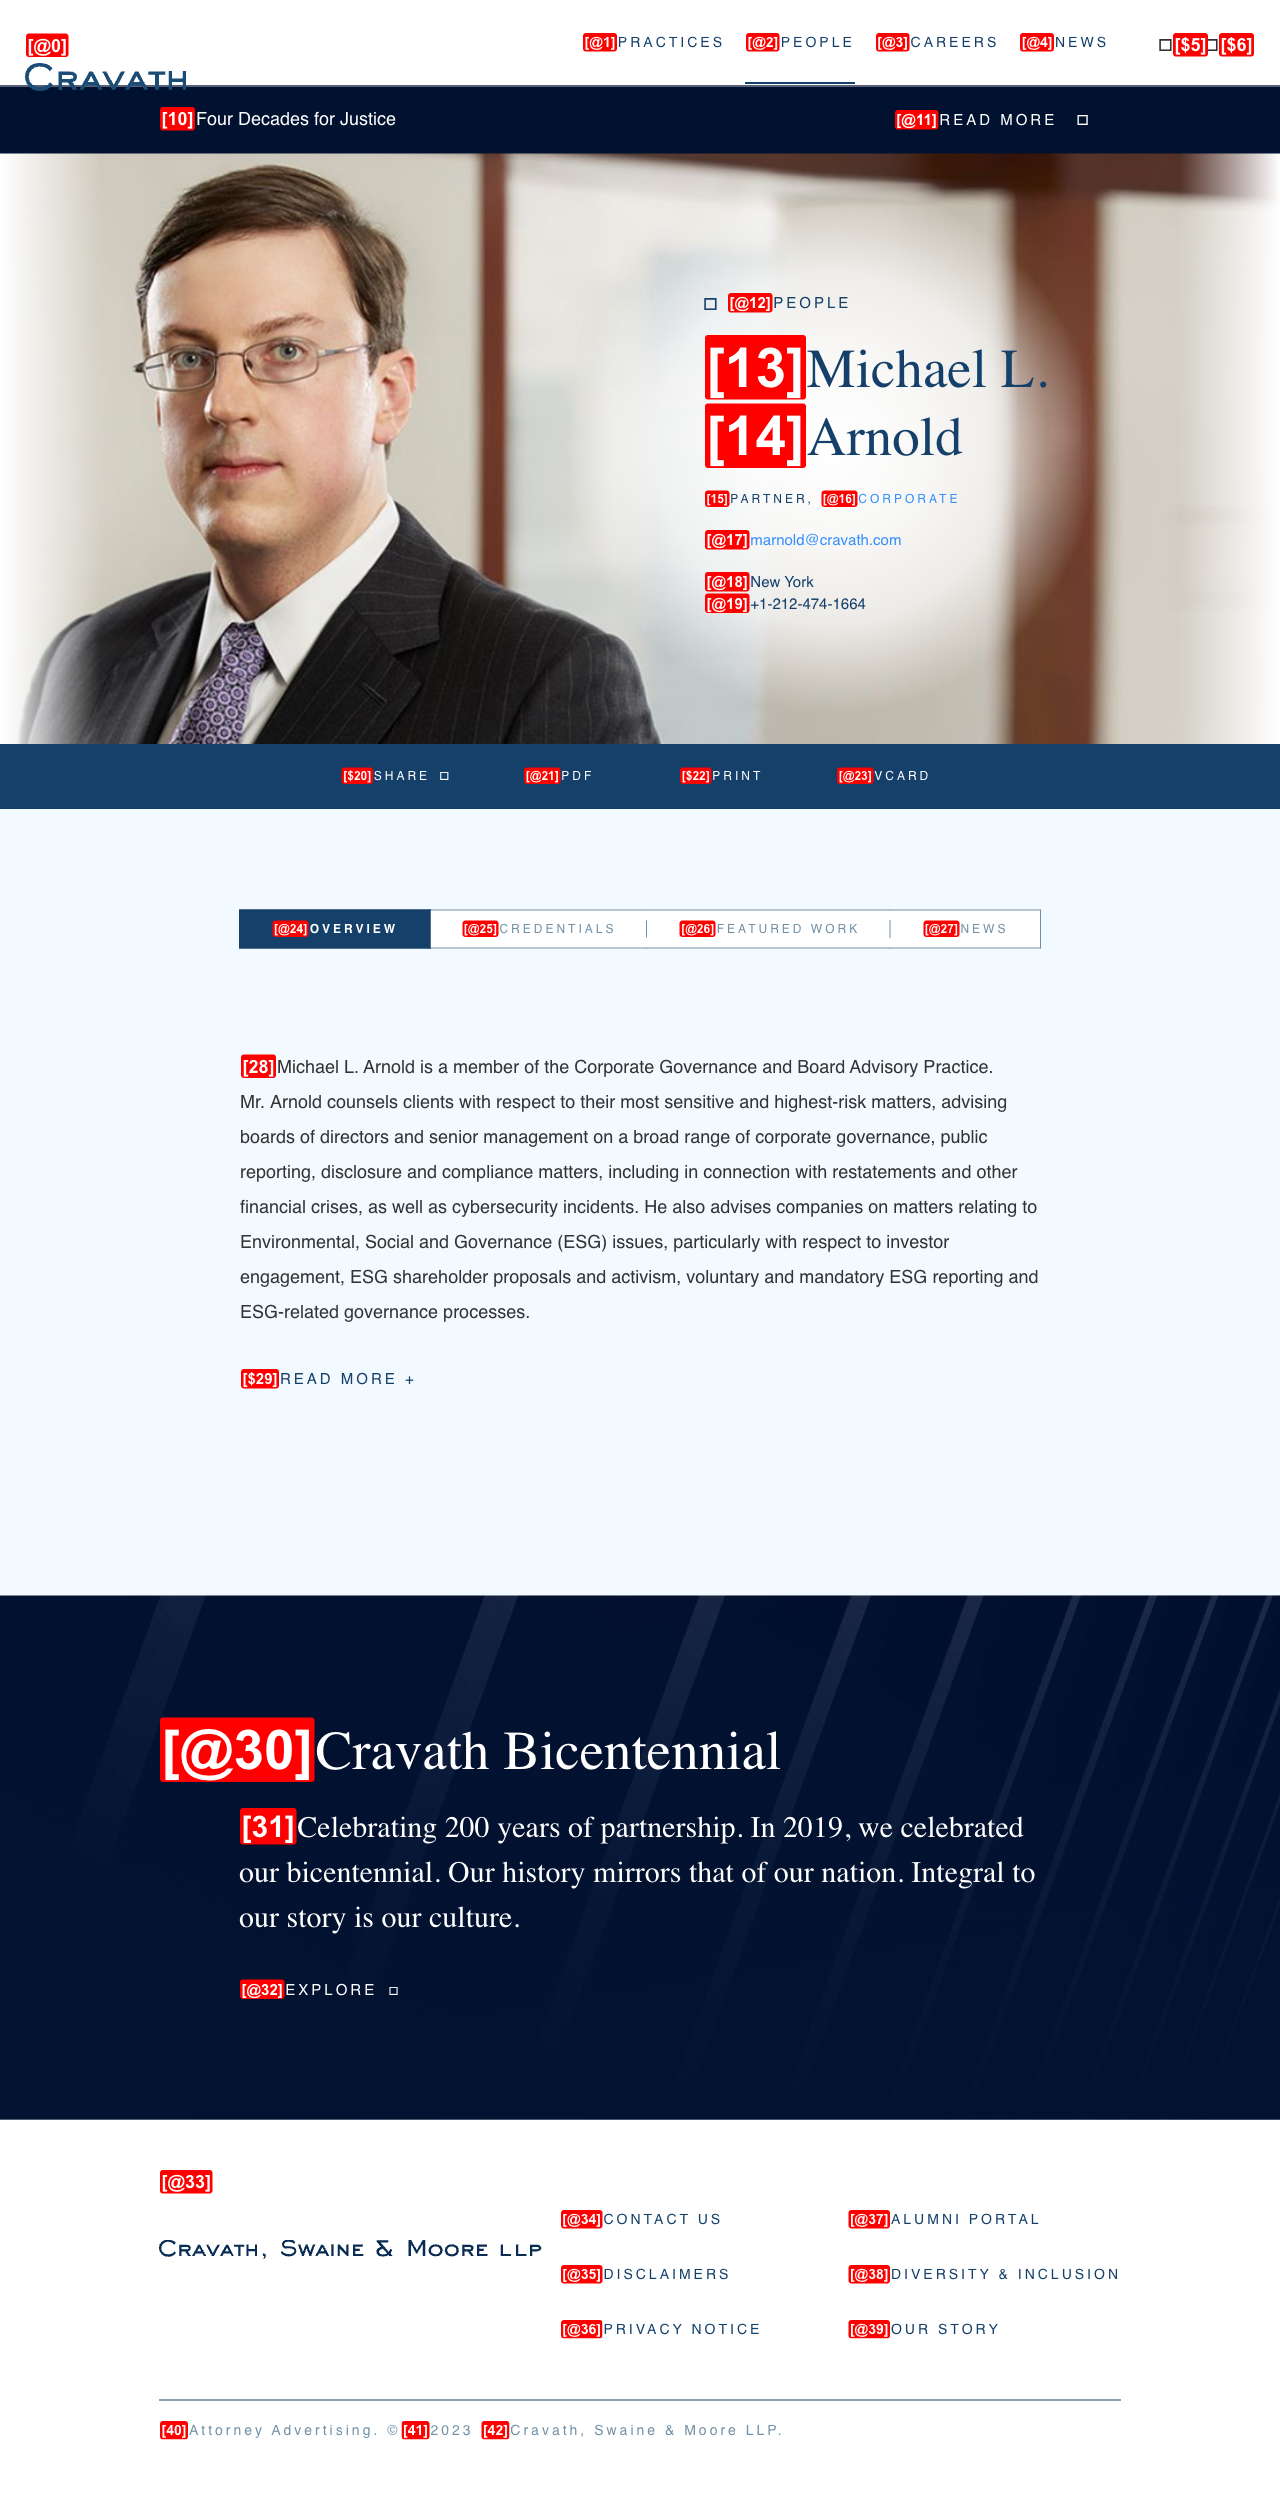 [@0]
CRAVATH
[@1]PRACTICES [@2]PEOPLE [@3]CAREERS [@4]NEWS [$5] [$6]
[10]Four Decades for Justice [@11]READ MORE
[@12]PEOPLE
[13]Michael L.
[14]Arnold
[15]PARTNER, [@16]CORPORATE
[@17]marnold@cravath.com
[@18]New York
[@19]+1-212-474-1664
[$20]SHARE [@21]PDF [$22]PRINT [@23]VCARD
[@24]OVERVIEW [@25]CREDENTIALS [@26]FEATURED WORK [@27]NEWS
[28]Michael L. Arnold is a member of the Corporate Governance and Board Advisory Practice.
Mr. Arnold counsels clients with respect to their most sensitive and highest-risk matters, advising
boards of directors and senior management on a broad range of corporate governance, public
reporting, disclosure and compliance matters, including in connection with restatements and other
financial crises, as well as cybersecurity incidents. He also advises companies on matters relating to
Environmental, Social and Governance (ESG) issues, particularly with respect to investor
engagement, ESG shareholder proposals and activism, voluntary and mandatory ESG reporting and
ESG-related governance processes.
[$29]READ MORE +
[@30]Cravath Bicentennial
[31]Celebrating 200 years of partnership. In 2019, we celebrated
our bicentennial. Our history mirrors that of our nation. Integral to
our story is our culture.
[@32]EXPLORE
[@33]
CRAVATH, SWAINE & MOORE LLP
[@34]CONTACT US [@37]ALUMNI PORTAL
[@35]DISCLAIMERS [@38]DIVERSITY & INCLUSION
[@36]PRIVACY NOTICE [@39]OUR STORY
[40]Attorney Advertising. ©[41]2023 [42]Cravath, Swaine & Moore LLP.